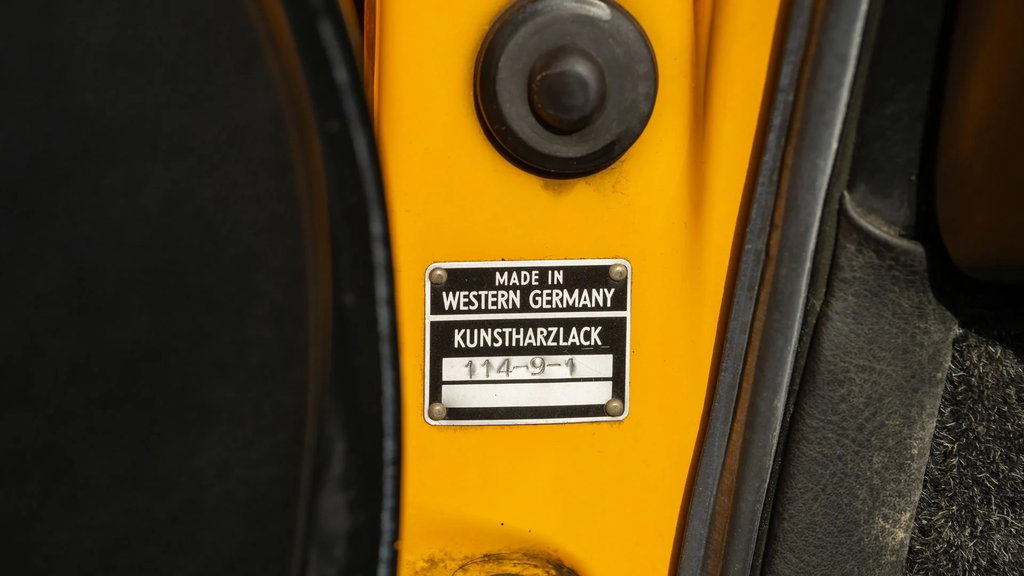 MADE IN
WESTERN GERMANY
KUNSTHARZLACK
114-9-1